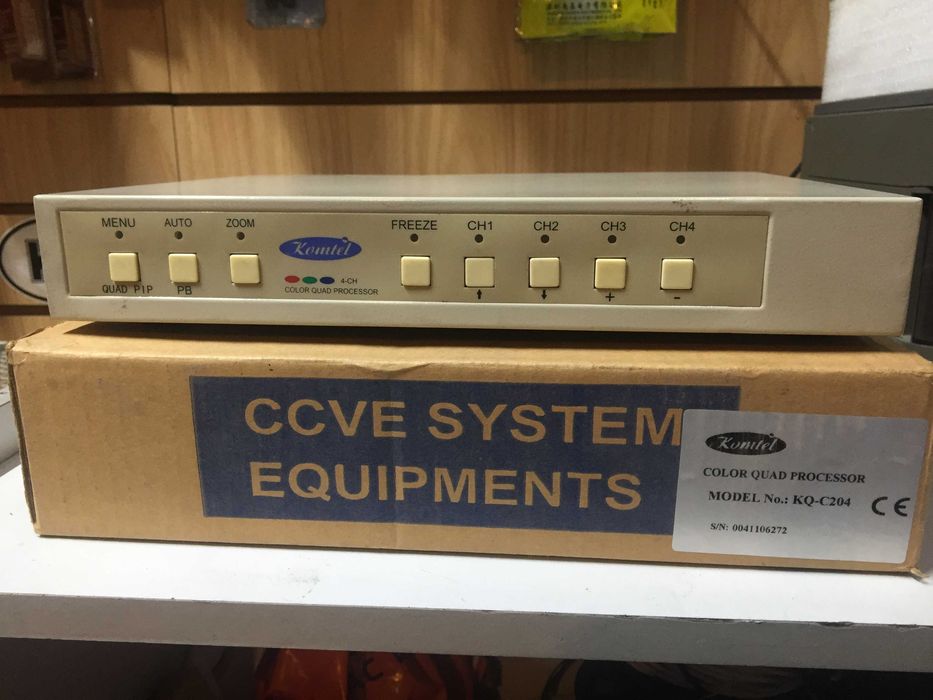 MENU
AUTO
ZOOM
QUAD PIP
PB
Komtel
4-CH
COLOR QUAD PROCESSOR
FREEZE
CH1
CH2
CH3
CH4
+
-
CCVE SYSTEM
EQUIPMENTS
Komtel
COLOR QUAD PROCESSOR
MODEL No.: KQ-C204
CE
S/N: 0041106272